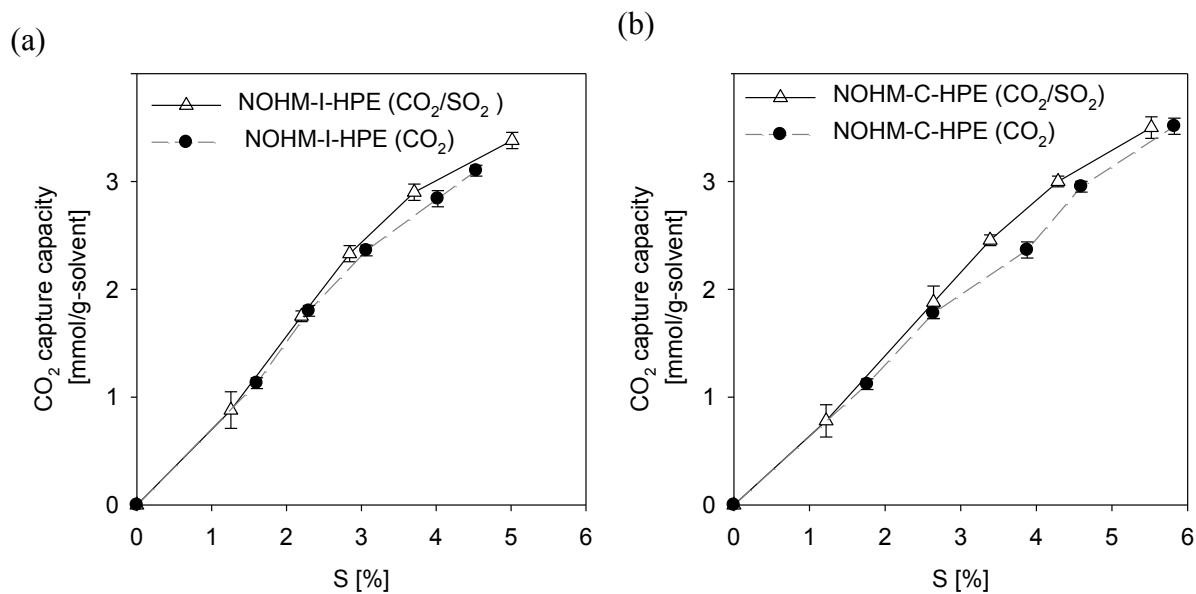 (a)
NOHM-I-HPE (CO2/SO2 )
NOHM-I-HPE (CO2)
CO2 capture capacity
[mmol/g-solvent]
3
2
1
0
0 1 2 3 4 5 6
S [%]
(b)
NOHM-C-HPE (CO2/SO2)
NOHM-C-HPE (CO2)
CO2 capture capacity
[mmol/g-solvent]
3
2
1
0
0 1 2 3 4 5 6
S [%]